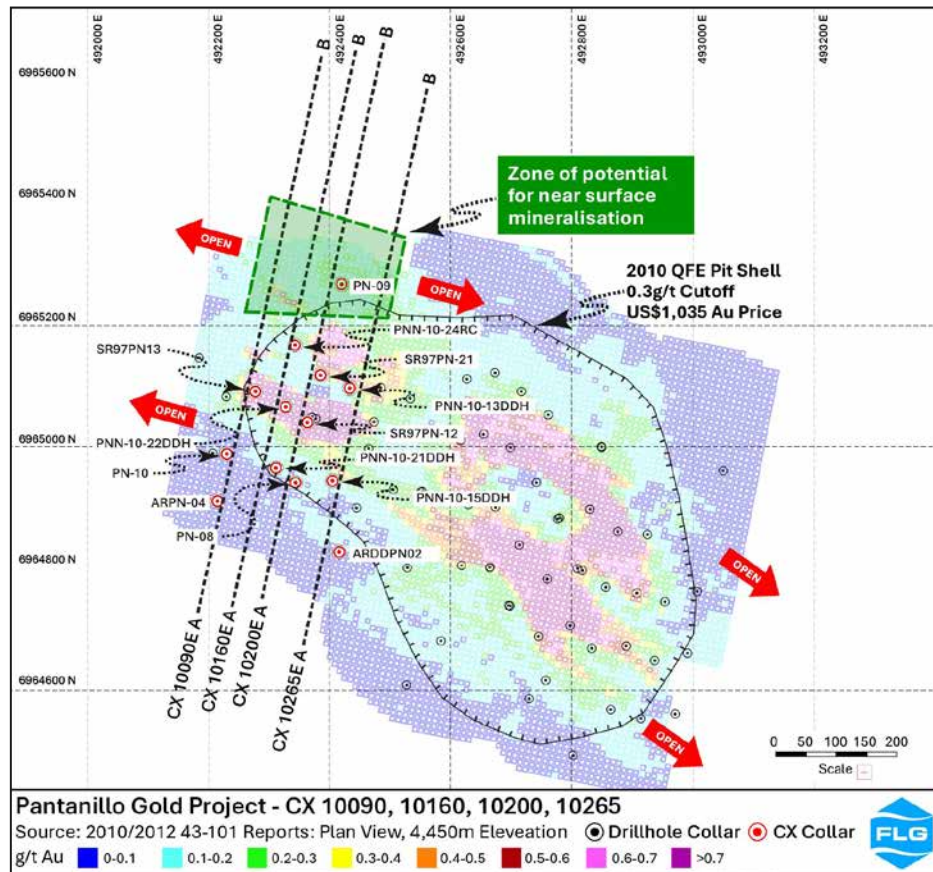 492000 E
492200 E
492400 E
492600 E
492800 E
493000 E
493200 E
B
B
B
B
6965600 N
6965400 N
Zone of potential
for near surface
mineralisation
OPEN
OPEN
PN-09
2010 QFE Pit Shell
0.3g/t Cutoff
US$1,035 Au Price
6965200 N
PNN-10-24RC
SR97PN13
SR97PN-21
OPEN
PNN-10-13DDH
6965000 N
SR97PN-12
PNN-10-22DDH
PNN-10-21DDH
PN-10
PNN-10-15DDH
ARPN-04
PN-08
ARDDPN02
6964800 N
OPEN
CX 10090E A
CX 10160E A
CX 10200E A
CX 10265E A
6964600 N
OPEN
0 50 100 150 200
Scale
Pantanillo Gold Project - CX 10090, 10160, 10200, 10265
Source: 2010/2012 43-101 Reports: Plan View, 4,450m Eleveation Drillhole Collar CX Collar
g/t Au 0-0.1 0.1-0.2 0.2-0.3 0.3-0.4 0.4-0.5 0.5-0.6 0.6-0.7 >0.7
FLG